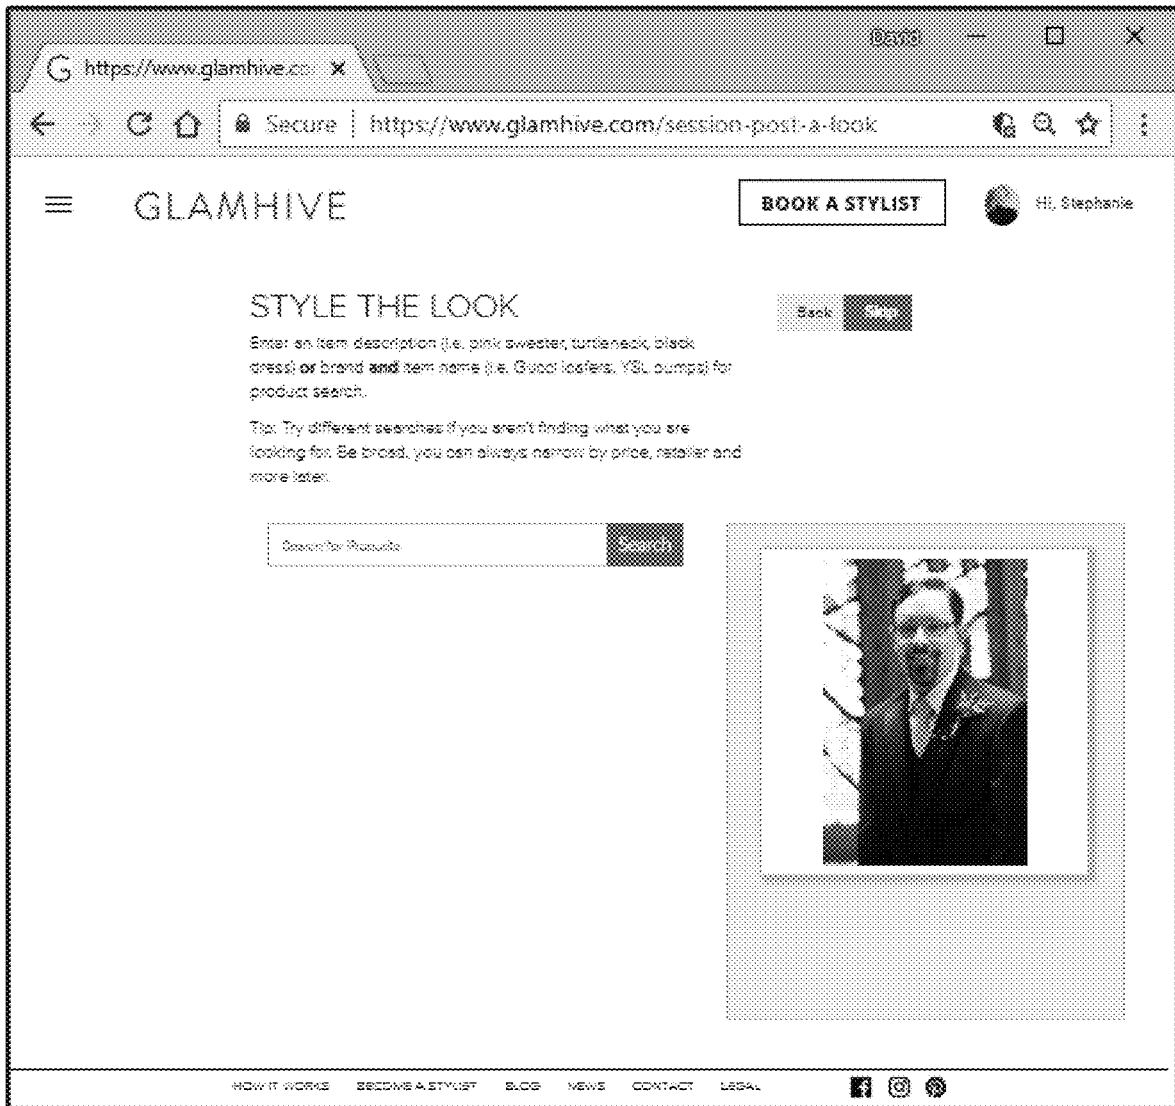 David
G https://www.glamhive.co
Secure https://www.glamhive.com/session-post-a-look
GLAMHIVE
BOOK A STYLIST
Hi, Stephanie
STYLE THE LOOK
Back Skip
Enter an item description (i.e. pink sweater, turtleneck, black
dress) or brand and item name (i.e. Gucci loafers, YSL pumps) for
product search.
Tip: Try different searches if you aren't finding what you are
looking for. Be broad, you can always narrow by price, retailer and
more later.
Search for Products
Search
HOW IT WORKS BECOME A STYLIST BLOG NEWS CONTACT LEGAL